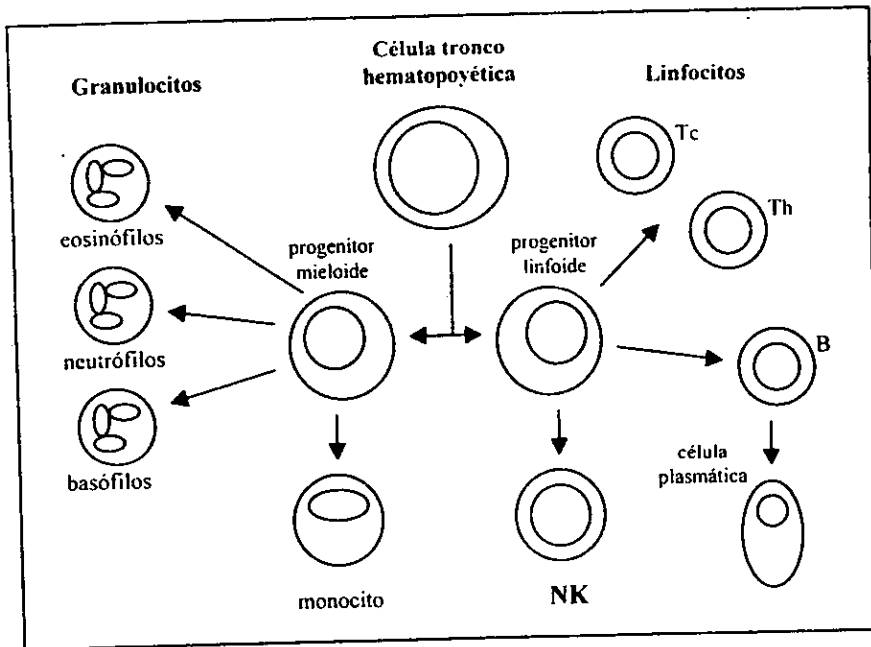 Célula tronco
hematopoyética
Granulocitos
Linfocitos
Tc
Th
eosinófilos
progenitor
mieloide
progenitor
linfoide
neutrófilos
B
basófilos
célula
plasmática
monocito
NK